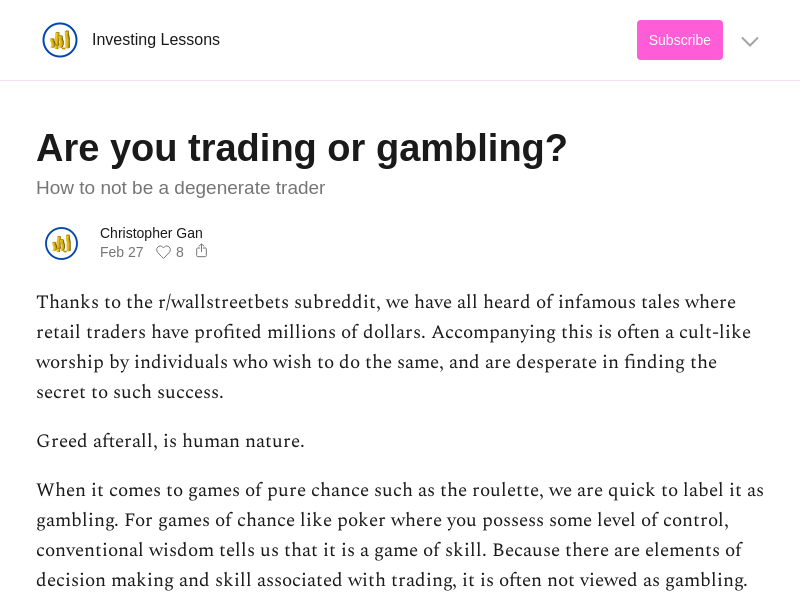 Investing Lessons
Subscribe
Are you trading or gambling?
How to not be a degenerate trader
Christopher Gan
Feb 27 8
Thanks to the r/wallstreetbets subreddit, we have all heard of infamous tales where
retail traders have profited millions of dollars. Accompanying this is often a cult-like
worship by individuals who wish to do the same, and are desperate in finding the
secret to such success.
Greed afterall, is human nature.
When it comes to games of pure chance such as the roulette, we are quick to label it as
gambling. For games of chance like poker where you possess some level of control,
conventional wisdom tells us that it is a game of skill. Because there are elements of
decision making and skill associated with trading, it is often not viewed as gambling.